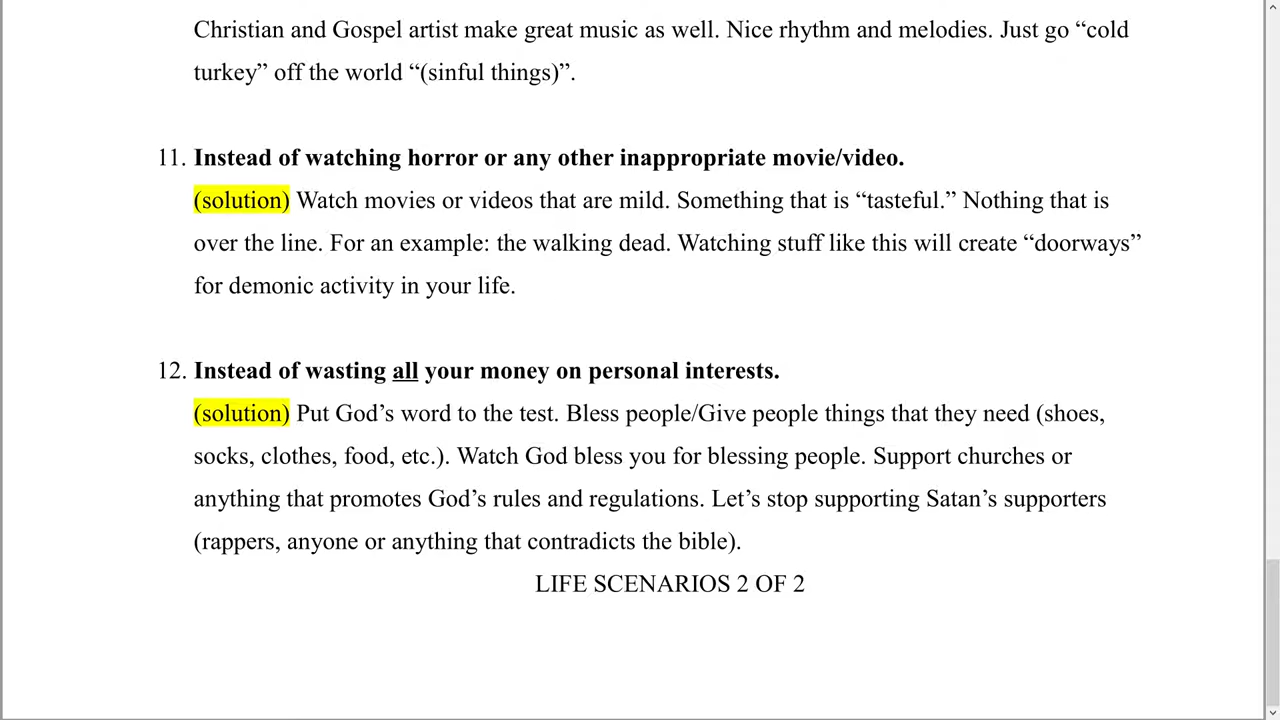 Christian and Gospel artist make great music as well. Nice rhythm and melodies. Just go “cold
turkey” off the world “(sinful things)”.
11. Instead of watching horror or any other inappropriate movie/video.
(solution) Watch movies or videos that are mild. Something that is “tasteful.” Nothing that is
over the line. For an example: the walking dead. Watching stuff like this will create “doorways”
for demonic activity in your life.
12. Instead of wasting all your money on personal interests.
(solution) Put God’s word to the test. Bless people/Give people things that they need (shoes,
socks, clothes, food, etc.). Watch God bless you for blessing people. Support churches or
anything that promotes God’s rules and regulations. Let’s stop supporting Satan’s supporters
(rappers, anyone or anything that contradicts the bible).
LIFE SCENARIOS 2 OF 2